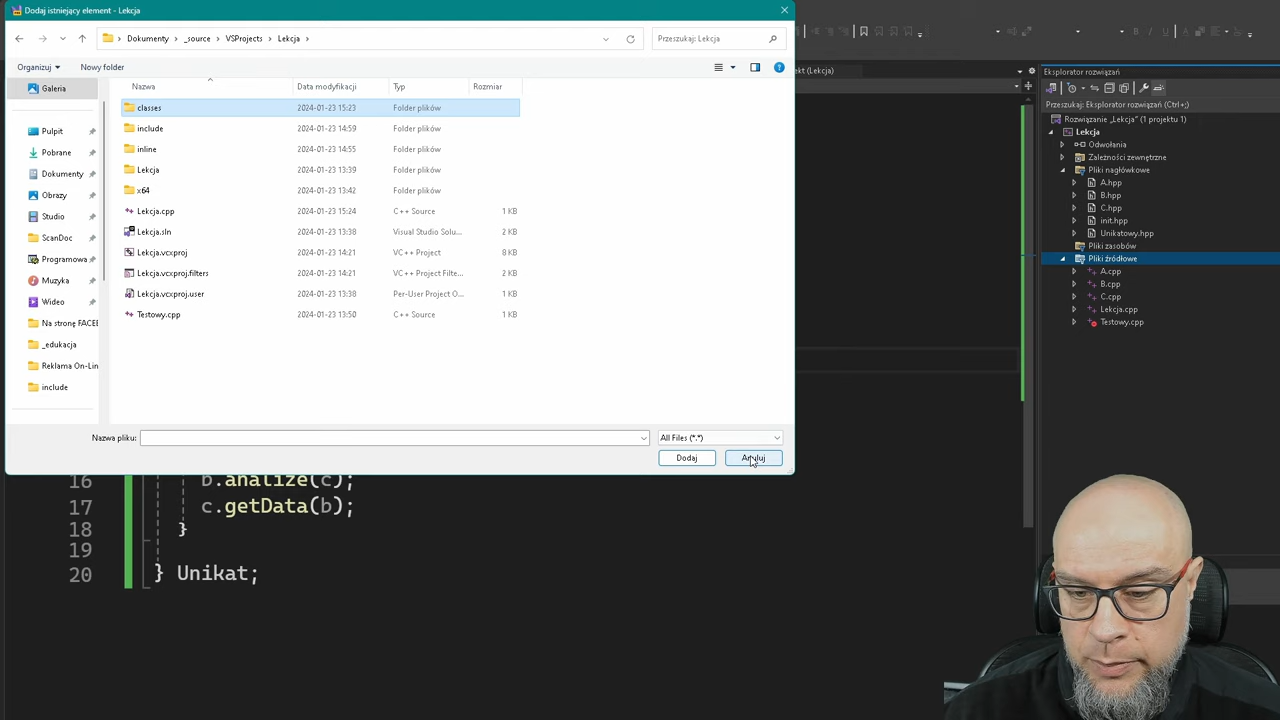 Dodaj istniejący element - Lekcja
Dokumenty › _source › VSProjects › Lekcja ›
Przeszukaj: Lekcja
Organizuj
Nowy folder
Galeria
Pulpit
Pobrane
Dokumenty
Obrazy
Studio
ScanDoc
Programowa
Muzyka
Wideo
Na stronę FACEB
_edukacja
Reklama On-Lin
include
Nazwa Data modyfikacji Typ Rozmiar
classes 2024-01-23 15:23 Folder plików
include 2024-01-23 14:59 Folder plików
inline 2024-01-23 14:55 Folder plików
Lekcja 2024-01-23 13:39 Folder plików
x64 2024-01-23 13:42 Folder plików
Lekcja.cpp 2024-01-23 15:24 C++ Source 1 KB
Lekcja.sln 2024-01-23 13:38 Visual Studio Solu... 2 KB
Lekcja.vcxproj 2024-01-23 14:21 VC++ Project 8 KB
Lekcja.vcxproj.filters 2024-01-23 14:21 VC++ Project Filte... 2 KB
Lekcja.vcxproj.user 2024-01-23 13:38 Per-User Project O... 1 KB
Testowy.cpp 2024-01-23 13:50 C++ Source 1 KB
Nazwa pliku:
All Files (*.*)
Dodaj
Anuluj
kt (Lekcja)
Eksplorator rozwiązań
Przeszukaj: Eksplorator rozwiązań (Ctrl+;)
Rozwiązanie „Lekcja” (1 projektu 1)
Lekcja
Odwołania
Zależności zewnętrzne
Pliki nagłówkowe
A.hpp
B.hpp
C.hpp
init.hpp
Unikatowy.hpp
Pliki zasobów
Pliki źródłowe
A.cpp
B.cpp
C.cpp
Lekcja.cpp
Testowy.cpp
16 b.analize(c);
17 c.getData(b);
18 }
19
20 } Unikat;